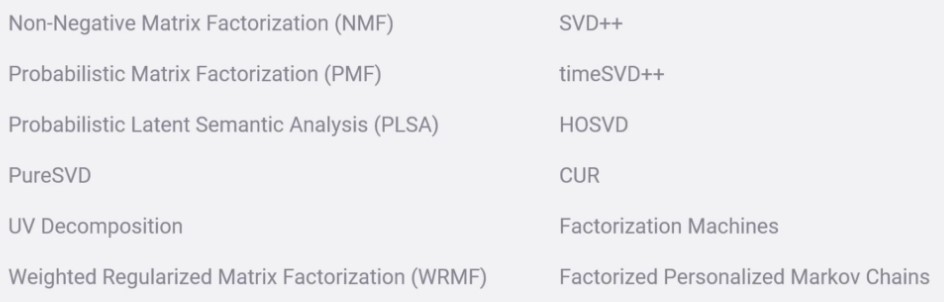 Non-Negative Matrix Factorization (NMF)
Probabilistic Matrix Factorization (PMF)
Probabilistic Latent Semantic Analysis (PLSA)
PureSVD
UV Decomposition
Weighted Regularized Matrix Factorization (WRMF)
SVD++
timeSVD++
HOSVD
CUR
Factorization Machines
Factorized Personalized Markov Chains